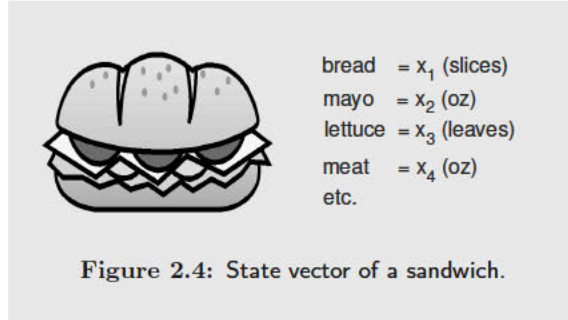 bread = x₁ (slices)
mayo = x₂ (oz)
lettuce = x₃ (leaves)
meat = x₄ (oz)
etc.
Figure 2.4: State vector of a sandwich.